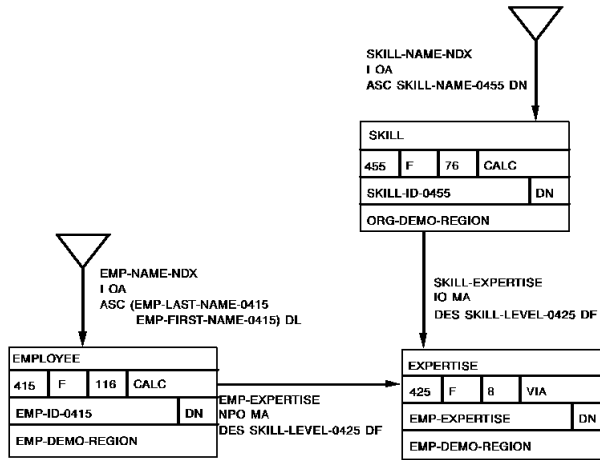 SKILL-NAME-NDX
I OA
ASC SKILL-NAME-0455 DN
SKILL
455 F 76 CALC
SKILL-ID-0455 DN
ORG-DEMO-REGION
EMP-NAME-NDX
I OA
ASC (EMP-LAST-NAME-0415
EMP-FIRST-NAME-0415) DL
SKILL-EXPERTISE
IO MA
DES SKILL-LEVEL-0425 DF
EMPLOYEE
415 F 116 CALC
EMP-ID-0415 DN
EMP-DEMO-REGION
EMP-EXPERTISE
NPO MA
DES SKILL-LEVEL-0425 DF
EXPERTISE
425 F 8 VIA
EMP-EXPERTISE DN
EMP-DEMO-REGION